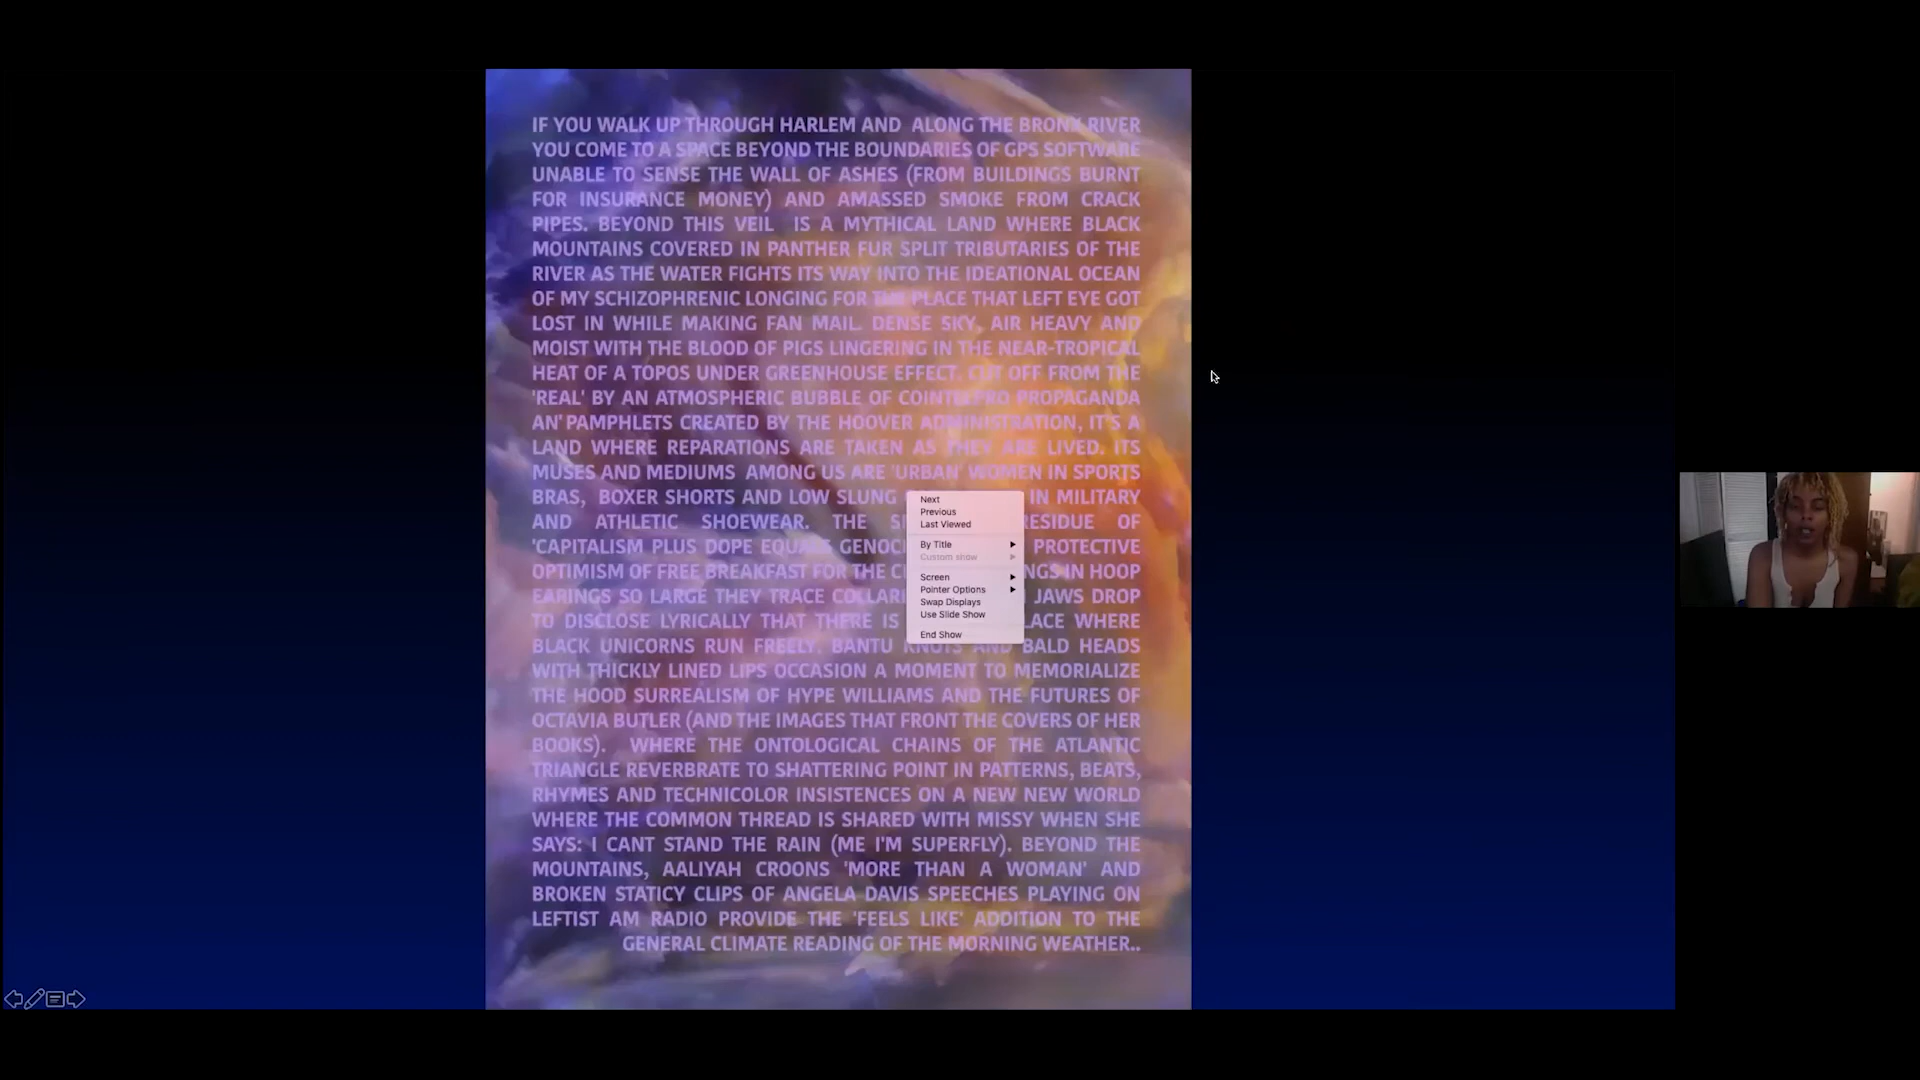 IF YOU WALK UP THROUGH HARLEM AND ALONG THE BRONX RIVER
YOU COME TO A SPACE BEYOND THE BOUNDARIES OF GPS SOFTWARE
UNABLE TO SENSE THE WALL OF ASHES (FROM BUILDINGS BURNT
FOR INSURANCE MONEY) AND AMASSED SMOKE FROM CRACK
PIPES. BEYOND THIS VEIL IS A MYTHICAL LAND WHERE BLACK
MOUNTAINS COVERED IN PANTHER FUR SPLIT TRIBUTARIES OF THE
RIVER AS THE WATER FIGHTS ITS WAY INTO THE IDEATIONAL OCEAN
OF MY SCHIZOPHRENIC LONGING FOR THE PLACE THAT LEFT EYE GOT
LOST IN WHILE MAKING FAN MAIL. DENSE SKY, AIR HEAVY AND
MOIST WITH THE BLOOD OF PIGS LINGERING IN THE NEAR-TROPICAL
HEAT OF A TOPOS UNDER GREENHOUSE EFFECT. CUT OFF FROM THE
'REAL' BY AN ATMOSPHERIC BUBBLE OF COINTELPRO PROPAGANDA
AN' PAMPHLETS CREATED BY THE HOOVER ADMINISTRATION, IT'S A
LAND WHERE REPARATIONS ARE TAKEN AS THEY ARE LIVED. ITS
MUSES AND MEDIUMS AMONG US ARE 'URBAN' WOMEN IN SPORTS
BRAS, BOXER SHORTS AND LOW SLUNG IN MILITARY
AND ATHLETIC SHOEWEAR. THE RESIDUE OF
'CAPITALISM PLUS DOPE EQUALS GENOCI PROTECTIVE
OPTIMISM OF FREE BREAKFAST FOR THE NGS IN HOOP
EARINGS SO LARGE THEY TRACE COLLAR JAWS DROP
TO DISCLOSE LYRICALLY THAT THERE IS LACE WHERE
BLACK UNICORNS RUN FREELY. BANTU KNOTS AND BALD HEADS
WITH THICKLY LINED LIPS OCCASION A MOMENT TO MEMORIALIZE
THE HOOD SURREALISM OF HYPE WILLIAMS AND THE FUTURES OF
OCTAVIA BUTLER (AND THE IMAGES THAT FRONT THE COVERS OF HER
BOOKS). WHERE THE ONTOLOGICAL CHAINS OF THE ATLANTIC
TRIANGLE REVERBRATE TO SHATTERING POINT IN PATTERNS, BEATS,
RHYMES AND TECHNICOLOR INSISTENCES ON A NEW NEW WORLD
WHERE THE COMMON THREAD IS SHARED WITH MISSY WHEN SHE
SAYS: I CANT STAND THE RAIN (ME I'M SUPERFLY). BEYOND THE
MOUNTAINS, AALIYAH CROONS 'MORE THAN A WOMAN' AND
BROKEN STATICY CLIPS OF ANGELA DAVIS SPEECHES PLAYING ON
LEFTIST AM RADIO PROVIDE THE 'FEELS LIKE' ADDITION TO THE
GENERAL CLIMATE READING OF THE MORNING WEATHER..
Next
Previous
Last Viewed
By Title
Custom show
Screen
Pointer Options
Swap Displays
Use Slide Show
End Show